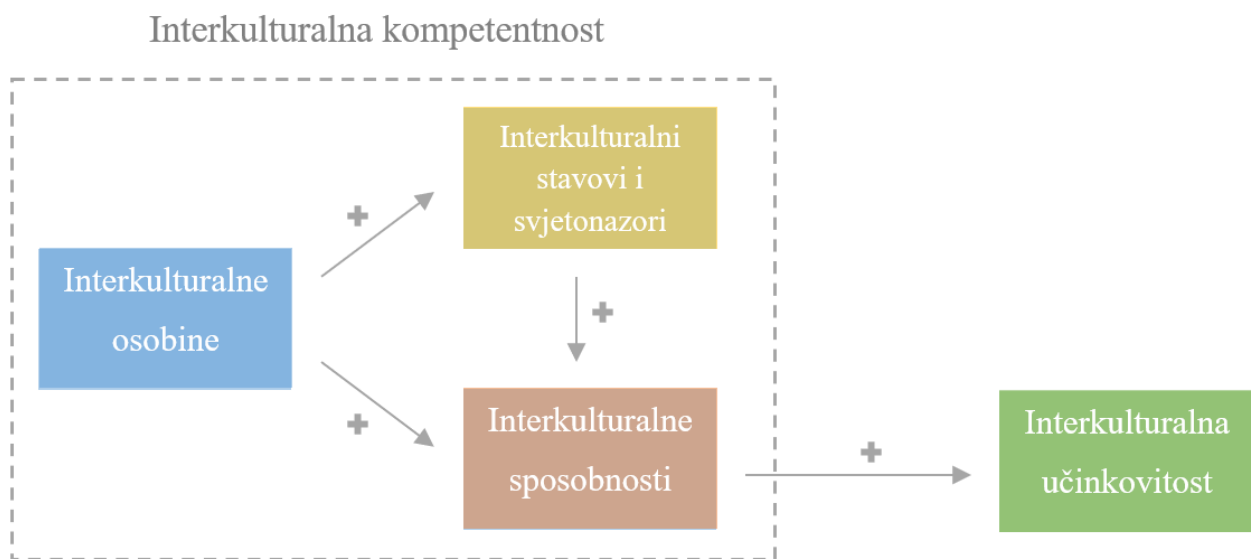 Interkulturalna kompetentnost
Interkulturalni
stavovi i
svjetonazori
+
Interkulturalne
osobine
+
+
Interkulturalne
sposobnosti
+
Interkulturalna
učinkovitost